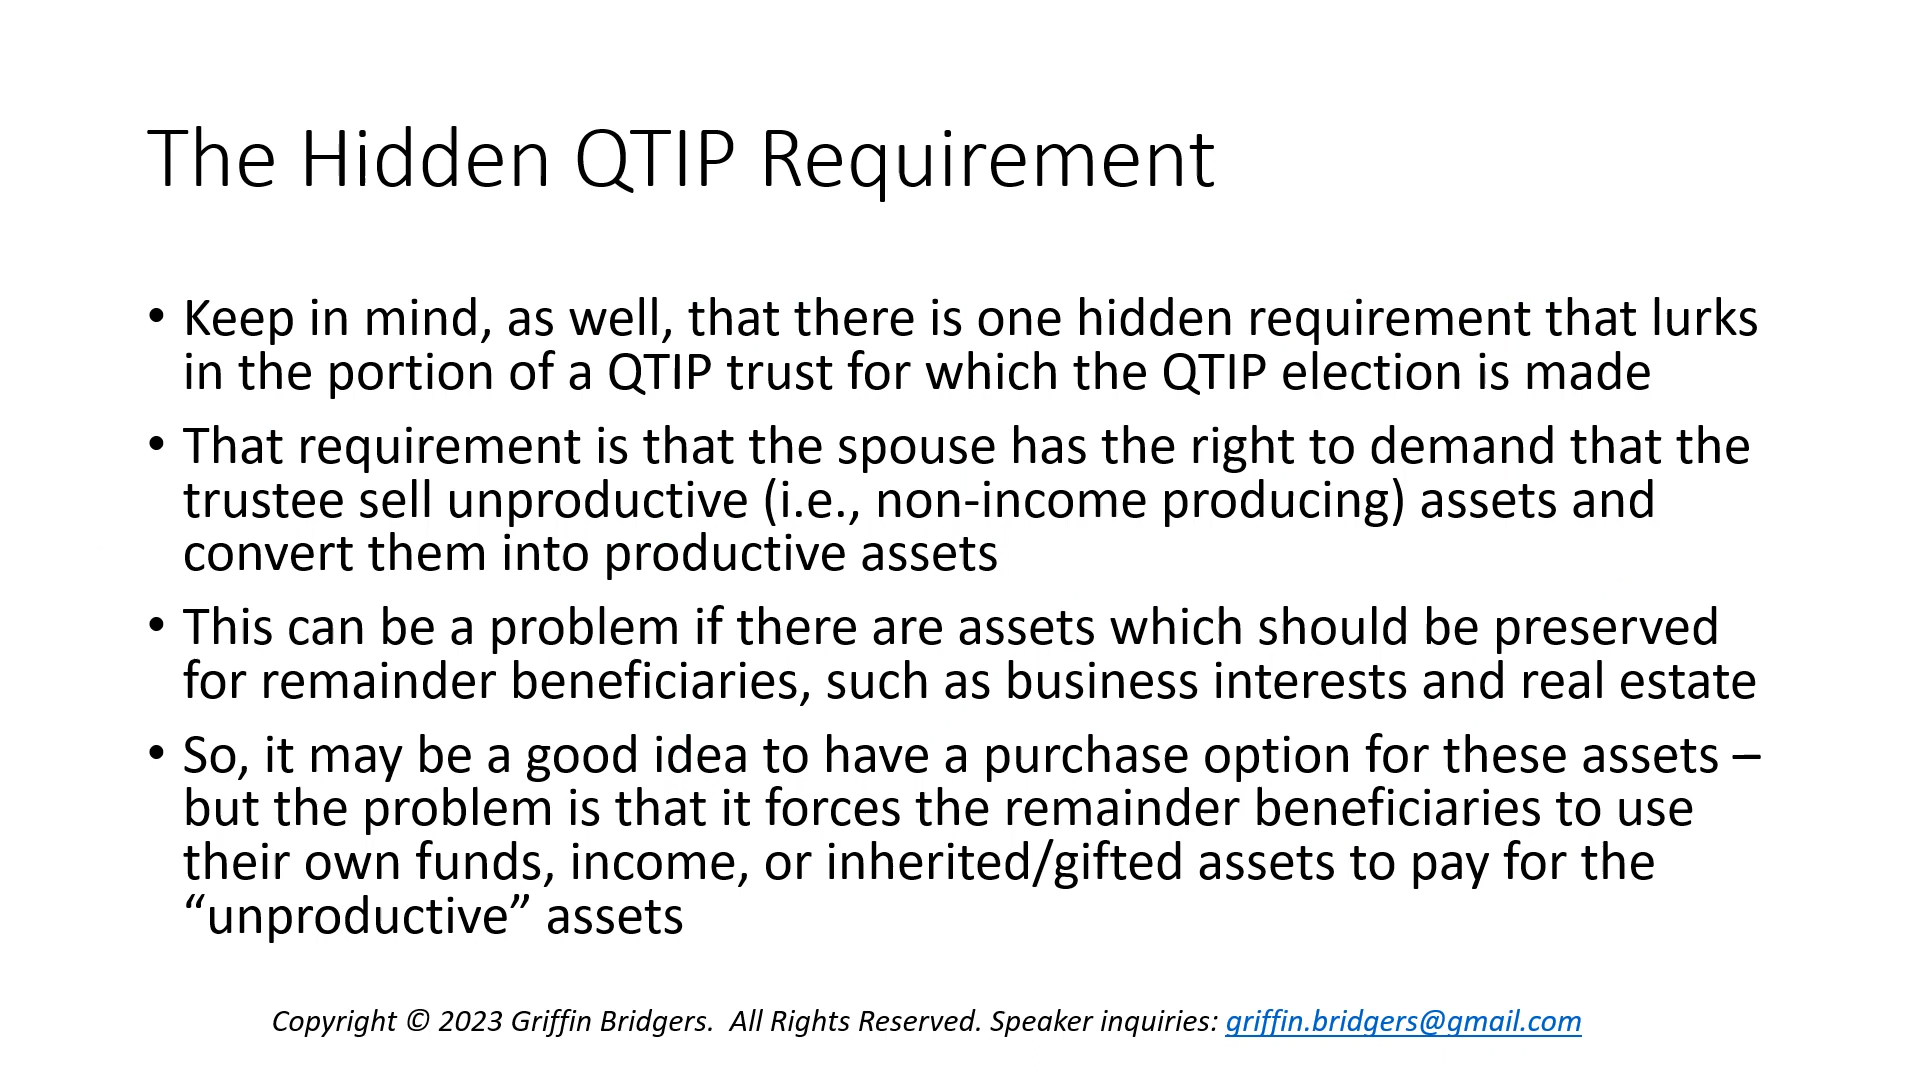 The Hidden QTIP Requirement
• Keep in mind, as well, that there is one hidden requirement that lurks
in the portion of a QTIP trust for which the QTIP election is made
• That requirement is that the spouse has the right to demand that the
trustee sell unproductive (i.e., non-income producing) assets and
convert them into productive assets
• This can be a problem if there are assets which should be preserved
for remainder beneficiaries, such as business interests and real estate
• So, it may be a good idea to have a purchase option for these assets –
but the problem is that it forces the remainder beneficiaries to use
their own funds, income, or inherited/gifted assets to pay for the
“unproductive” assets
Copyright © 2023 Griffin Bridgers.  All Rights Reserved. Speaker inquiries: griffin.bridgers@gmail.com